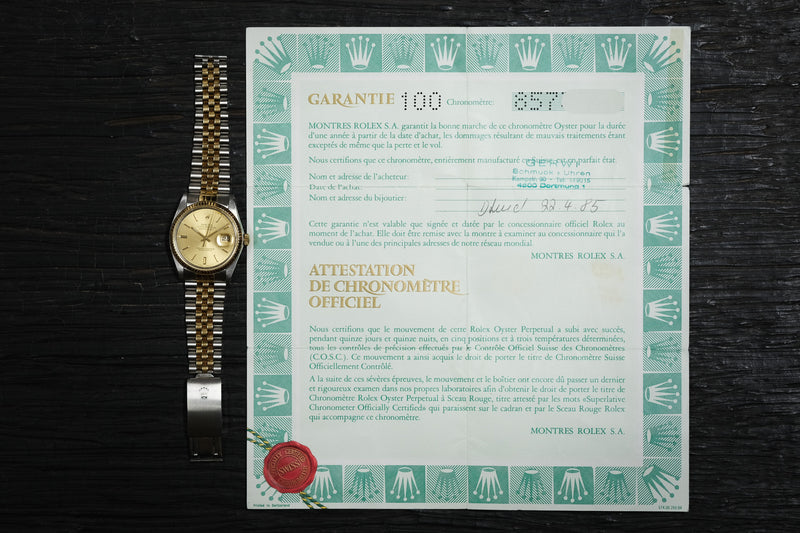 GARANTIE 100 Chronomètre: 857
MONTRES ROLEX S.A. garantit la bonne marche de ce chronomètre Oyster pour la durée
d'une année à partir de la date d'achat, les dommages résultant de mauvais traitements étant
exceptés de même que la perte et le vol.
Nous certifions que ce chronomètre, entièrement manufacturé en Suisse, est en parfait état.
GERWI
Schmuck + Uhren
4600 Dortmund 1
Nom et adresse de l'acheteur:
Date de l'achat:
Nom et adresse du bijoutier:
22.4.85
Cette garantie n'est valable que signée et datée par le concessionnaire officiel Rolex au
moment de l'achat. Elle doit être remise avec la montre à examiner au concessionnaire qui l'a
vendue ou à l'une des principales adresses de notre réseau mondial.
MONTRES ROLEX S.A.
ATTESTATION
DE CHRONOMÈTRE
OFFICIEL
Nous certifions que le mouvement de cette Rolex Oyster Perpetual a subi avec succès,
pendant quinze jours et quinze nuits, en cinq positions et à trois températures déterminées,
tous les contrôles de précision effectués par le Contrôle Officiel Suisse des Chronomètres
(C.O.S.C.). Ce mouvement a ainsi acquis le droit de porter le titre de Chronomètre Suisse
Officiellement Contrôlé.
A la suite de ces sévères épreuves, le mouvement et le boîtier ont encore dû passer un dernier
et rigoureux examen dans nos propres laboratoires afin d'obtenir le droit de porter le titre de
Chronomètre Rolex Oyster Perpetual à Sceau Rouge, titre attesté par les mots «Superlative
Chronometer Officially Certified» qui paraissent sur le cadran et par le Sceau Rouge Rolex
qui accompagne ce chronomètre.
MONTRES ROLEX S.A.
Printed in Switzerland